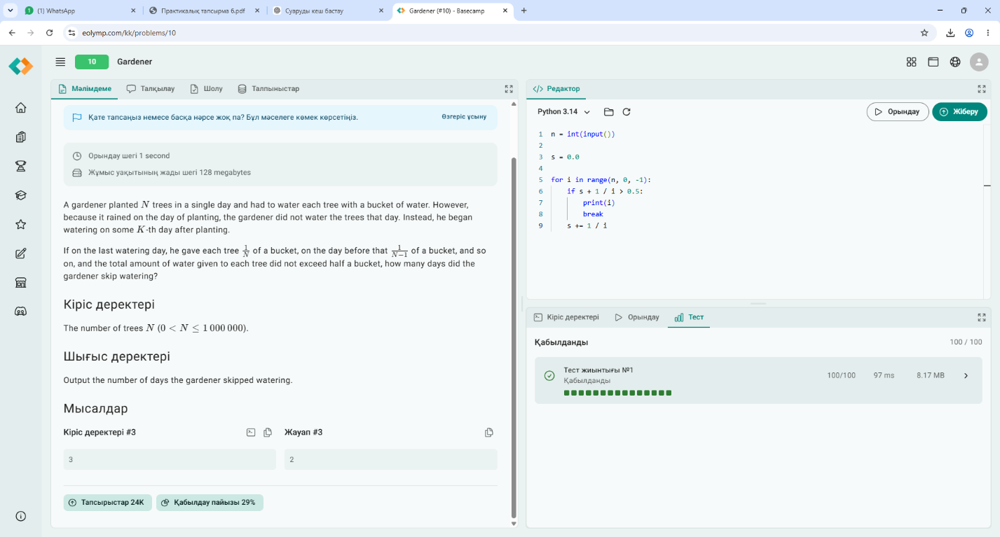 (1) WhatsApp
Практикалық тапсырма 6.pdf
Суаруды кеш бастау
Gardener (#10) - Basecamp
eolymp.com/kk/problems/10
10 Gardener
Мәлімдеме Талқылау Шолу Талпыныстар
Қате тапсаңыз немесе басқа нәрсе жоқ па? Бұл мәселеге көмек көрсетіңіз. Өзгеріс ұсыну
Орындау шегі 1 second
Жұмыс уақытының жады шегі 128 megabytes
A gardener planted N trees in a single day and had to water each tree with a bucket of water. However,
because it rained on the day of planting, the gardener did not water the trees that day. Instead, he began
watering on some K-th day after planting.
If on the last watering day, he gave each tree 1/N of a bucket, on the day before that 1/(N−1) of a bucket, and so
on, and the total amount of water given to each tree did not exceed half a bucket, how many days did the
gardener skip watering?
Кіріс деректері
The number of trees N (0 < N ≤ 1 000 000).
Шығыс деректері
Output the number of days the gardener skipped watering.
Мысалдар
Кіріс деректері #3 Жауап #3
3 2
Тапсырыстар 24K Қабылдау пайызы 29%
Редактор
Python 3.14 Орындау Жіберу
1 n = int(input())
2
3 s = 0.0
4
5 for i in range(n, 0, -1):
6 if s + 1 / i > 0.5:
7 print(i)
8 break
9 s += 1 / i
Кіріс деректері Орындау Тест
Қабылданды 100 / 100
Тест жиынтығы №1
Қабылданды 100/100 97 ms 8.17 MB